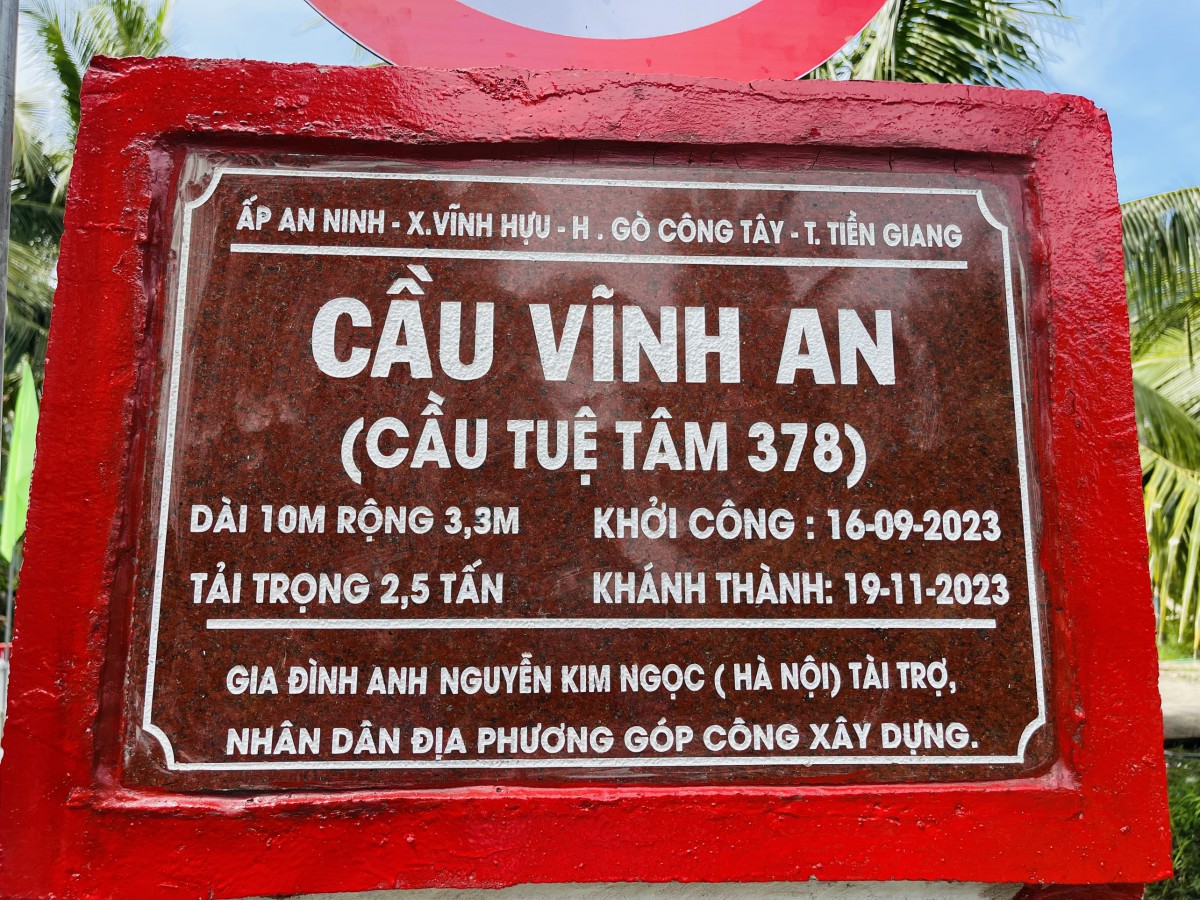 ẤP AN NINH - X.VĨNH HỰU - H . GÒ CÔNG TÂY - T. TIỀN GIANG
CẦU VĨNH AN
(CẦU TUỆ TÂM 378)
DÀI 10M RỘNG 3,3M KHỞI CÔNG : 16-09-2023
TẢI TRỌNG 2,5 TẤN KHÁNH THÀNH: 19-11-2023
GIA ĐÌNH ANH NGUYỄN KIM NGỌC ( HÀ NỘI) TÀI TRỢ,
NHÂN DÂN ĐỊA PHƯƠNG GÓP CÔNG XÂY DỰNG.